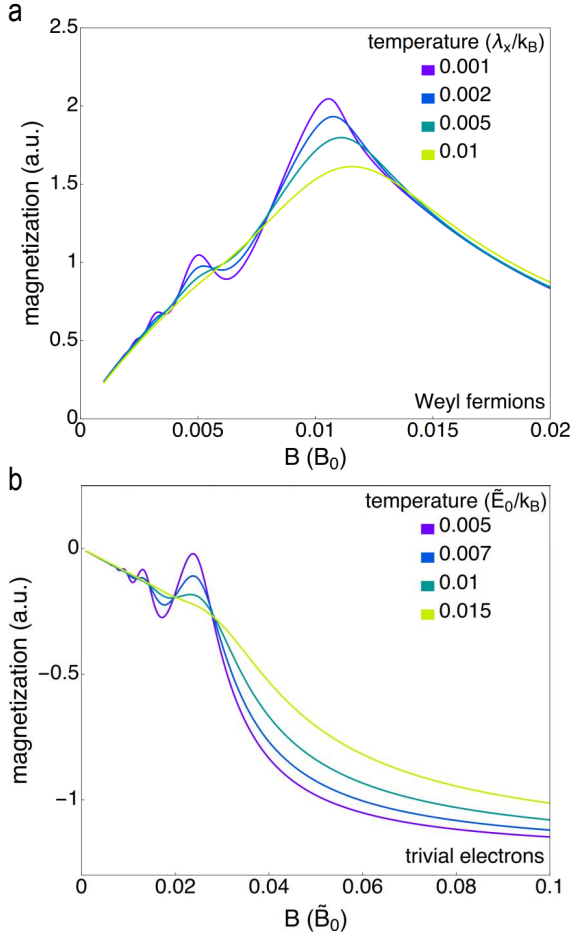 a
temperature (λx/kB)
0.001
0.002
0.005
0.01
magnetization (a.u.)
2.5
2
1.5
1
0.5
0
0
0.005
0.01
0.015
0.02
Weyl fermions
B (B0)
b
temperature (Ẽ0/kB)
0.005
0.007
0.01
0.015
magnetization (a.u.)
0
−0.5
−1
0
0.02
0.04
0.06
0.08
0.1
trivial electrons
B (B̃0)